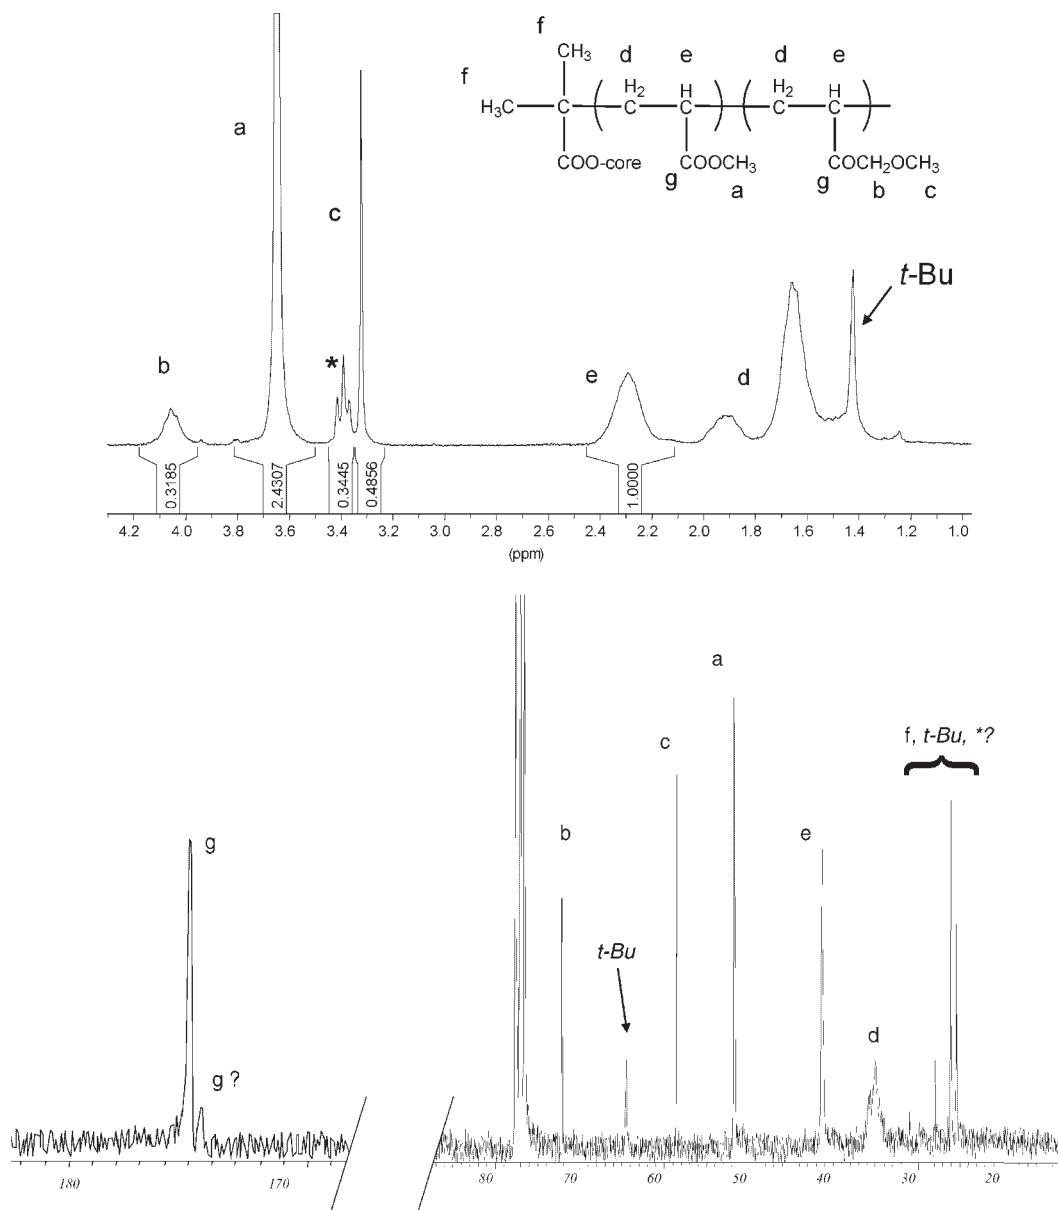 f
CH3
d
e
d
e
f
H2
H
H2
H
H3C
C
C
C
C
C
a
COO-core
COOCH3
COCH2OCH3
g
a
g
b
c
c
t-Bu
*
b
e
d
0.3185
2.4307
0.3445
0.4856
1.0000
4.2
4.0
3.8
3.6
3.4
3.2
3.0
2.8
2.6
2.4
2.2
2.0
1.8
1.6
1.4
1.2
1.0
(ppm)
a
c
f, t-Bu, *?
g
b
e
t-Bu
d
g ?
180
170
80
70
60
50
40
30
20